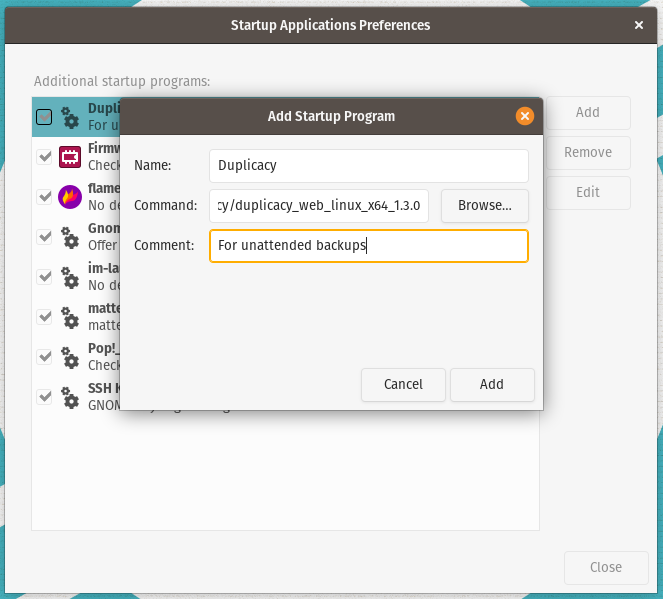 Startup Applications Preferences
Additional startup programs:
Add Startup Program
Name: Duplicacy
Command: cy/duplicacy_web_linux_x64_1.3.0 Browse...
Comment: For unattended backups
Cancel Add
Dupli
For u
Firmw
Check
flame
No de
Gnom
Offer
im-la
No de
matte
matte
Pop!_
Check
SSH K
GNOM
Add
Remove
Edit
Close